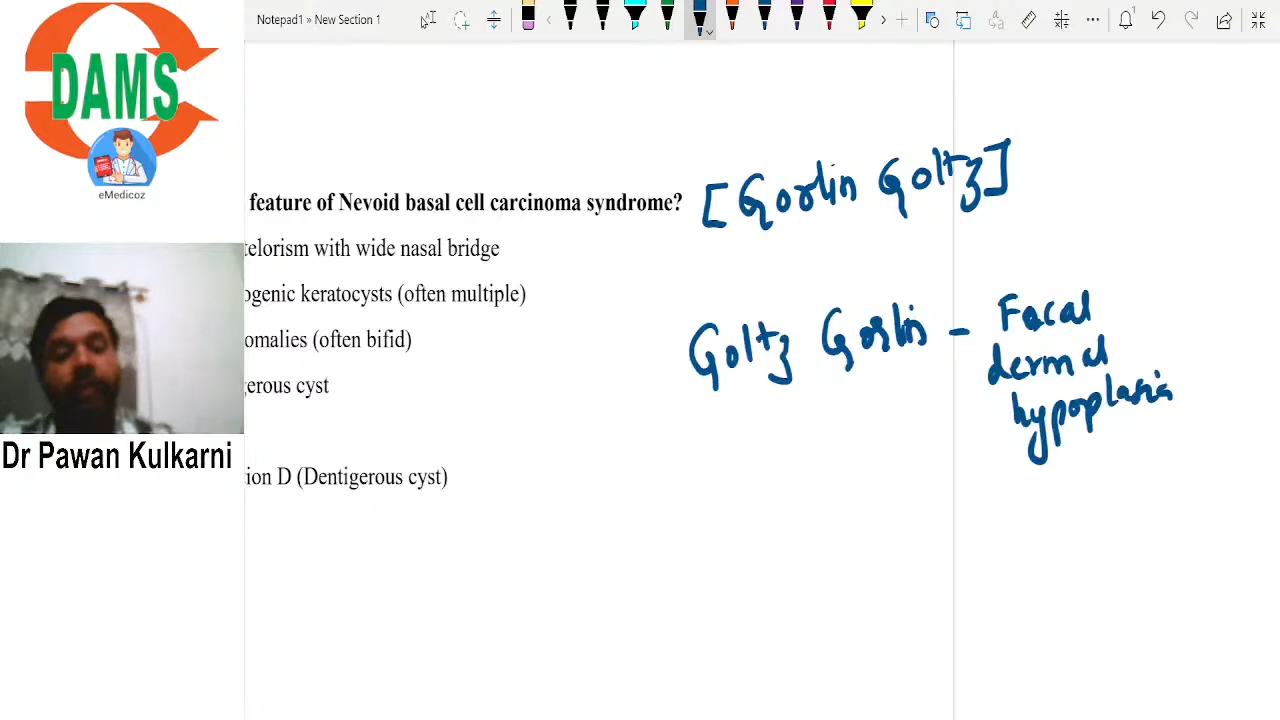 Notepad1 » New Section 1
DAMS
eMedicoz
feature of Nevoid basal cell carcinoma syndrome?
telorism with wide nasal bridge
ogenic keratocysts (often multiple)
omalies (often bifid)
erous cyst
tion D (Dentigerous cyst)
[Gorlin Goltz]
Goltz Gorlin - Focal
dermal
hypoplasia
Dr Pawan Kulkarni